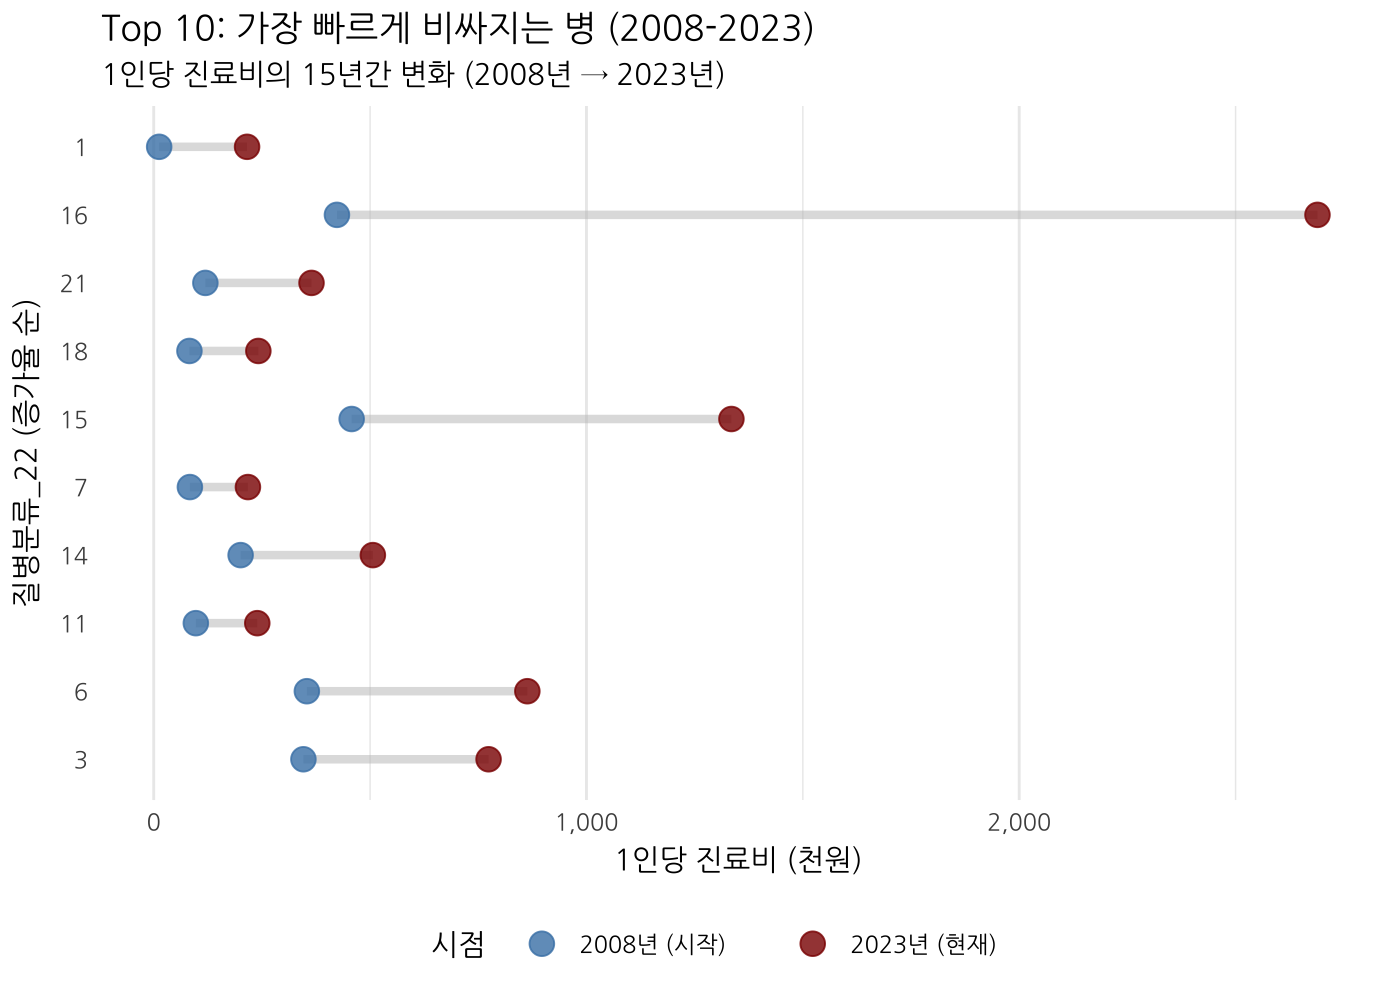 Top 10: 가장 빠르게 비싸지는 병 (2008-2023)
1인당 진료비의 15년간 변화 (2008년 → 2023년)
질병분류_22 (증가율 순)
1
16
21
18
15
7
14
11
6
3
0 1,000 2,000
1인당 진료비 (천원)
시점 2008년 (시작) 2023년 (현재)